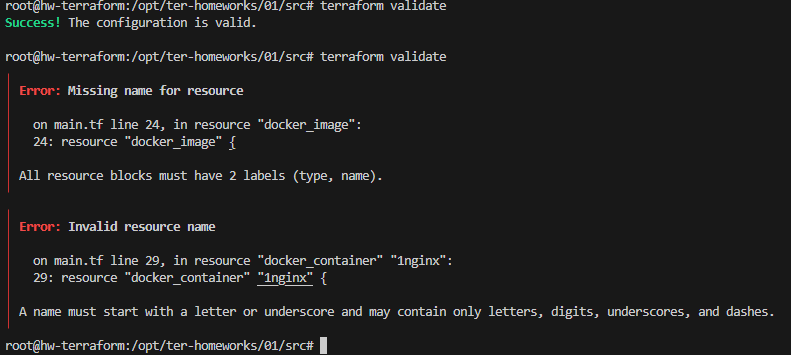 root@hw-terraform:/opt/ter-homeworks/01/src# terraform validate
Success! The configuration is valid.
root@hw-terraform:/opt/ter-homeworks/01/src# terraform validate
Error: Missing name for resource
on main.tf line 24, in resource "docker_image":
24: resource "docker_image" {
All resource blocks must have 2 labels (type, name).
Error: Invalid resource name
on main.tf line 29, in resource "docker_container" "1nginx":
29: resource "docker_container" "1nginx" {
A name must start with a letter or underscore and may contain only letters, digits, underscores, and dashes.
root@hw-terraform:/opt/ter-homeworks/01/src#